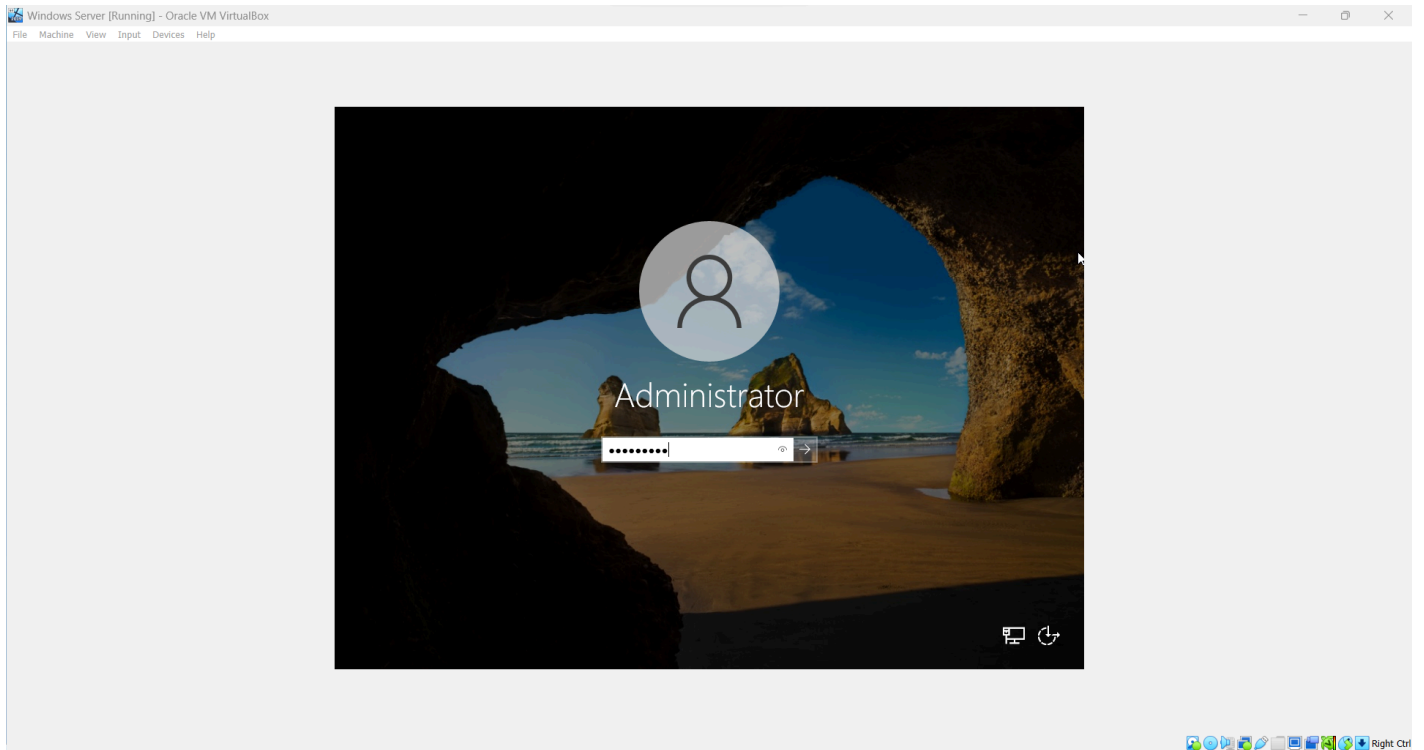 Windows Server [Running] - Oracle VM VirtualBox
File Machine View Input Devices Help
Administrator
•••••••••
Right Ctrl